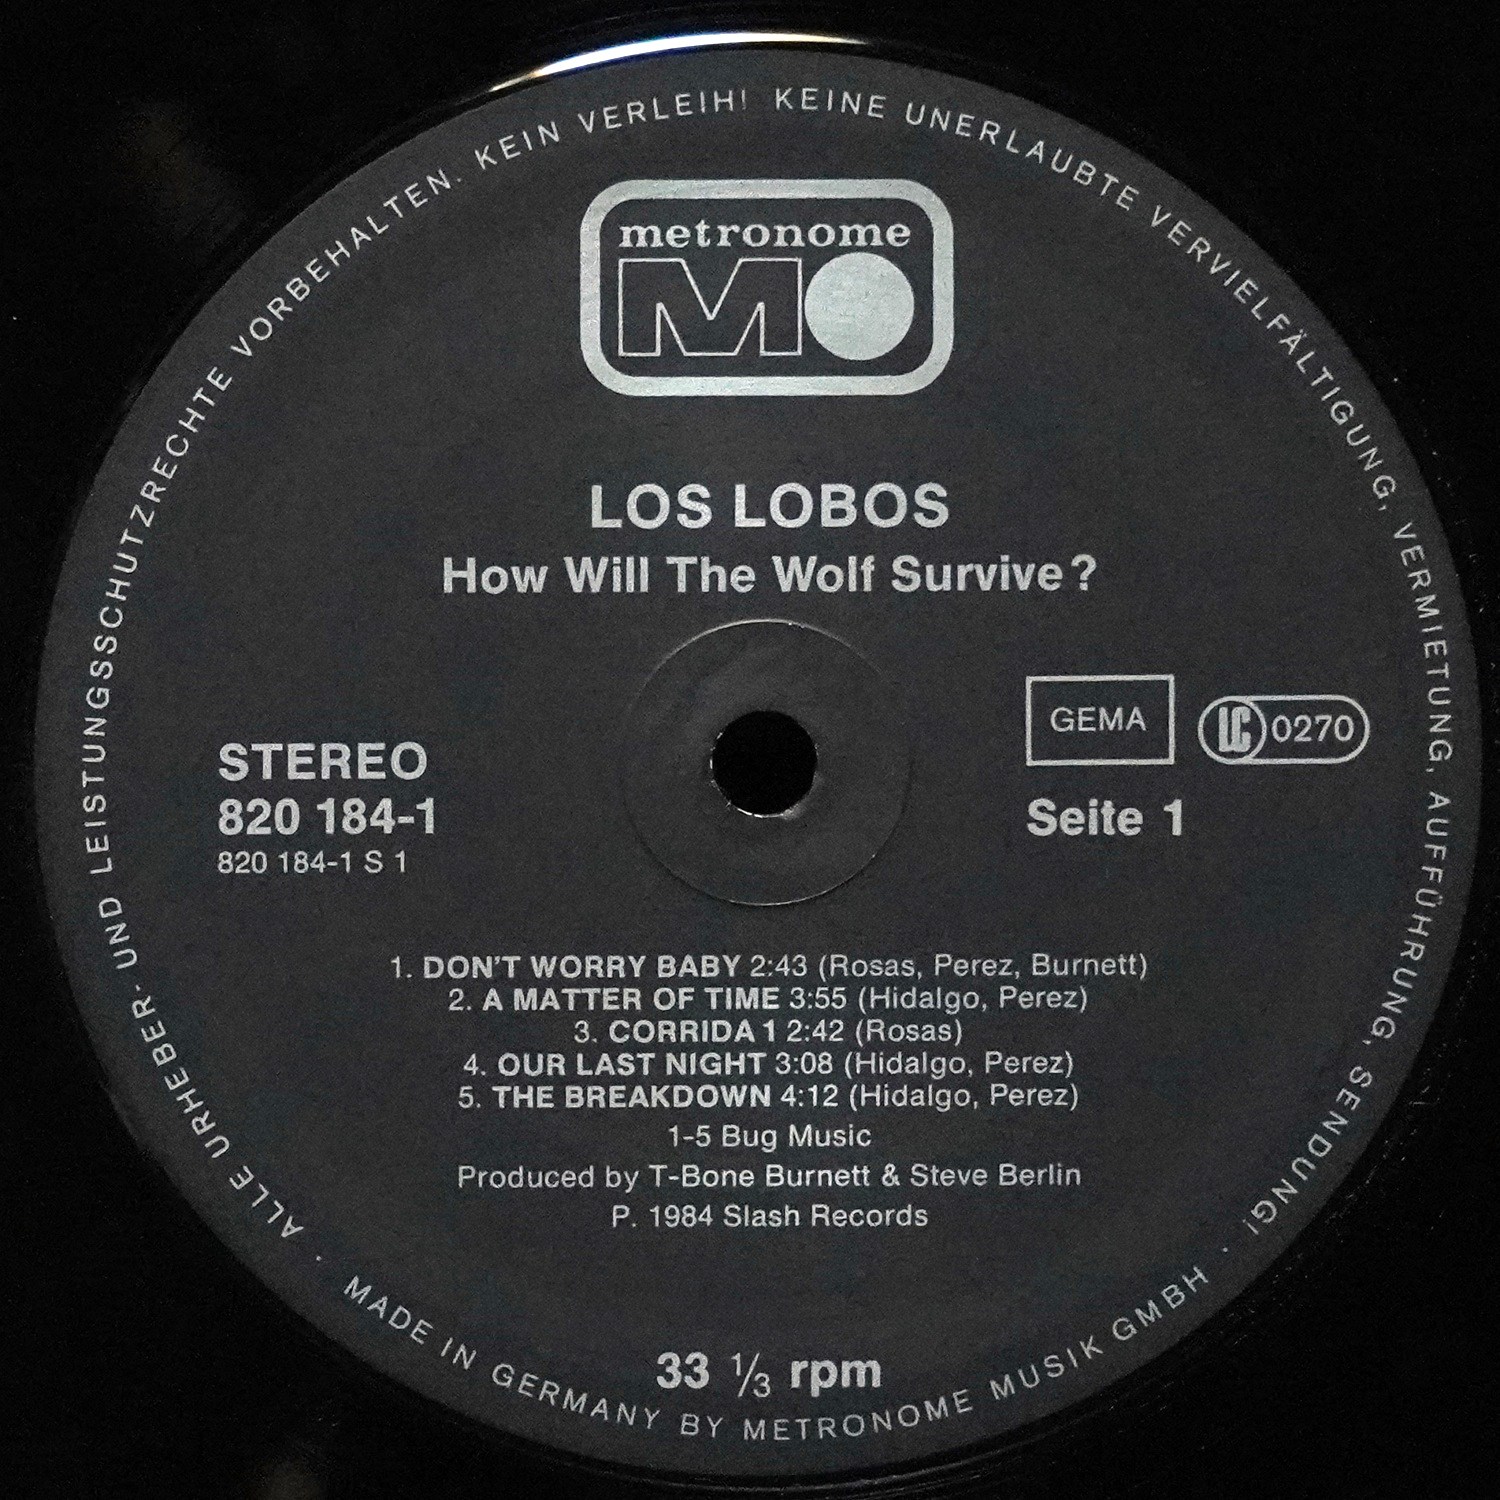 ALLE URHEBER- UND LEISTUNGSSCHUTZRECHTE VORBEHALTEN. KEIN VERLEIH! KEINE UNERLAUBTE VERVIELFÄLTIGUNG, VERMIETUNG, AUFFÜHRUNG, SENDUNG!
metronome
MO
LOS LOBOS
How Will The Wolf Survive?
GEMA
LC 0270
STEREO
820 184-1
820 184-1 S 1
Seite 1
1. DON'T WORRY BABY 2:43 (Rosas, Perez, Burnett)
2. A MATTER OF TIME 3:55 (Hidalgo, Perez)
3. CORRIDA 1 2:42 (Rosas)
4. OUR LAST NIGHT 3:08 (Hidalgo, Perez)
5. THE BREAKDOWN 4:12 (Hidalgo, Perez)
1-5 Bug Music
Produced by T-Bone Burnett & Steve Berlin
P. 1984 Slash Records
33 ⅓ rpm
· MADE IN GERMANY BY METRONOME MUSIK GMBH ·